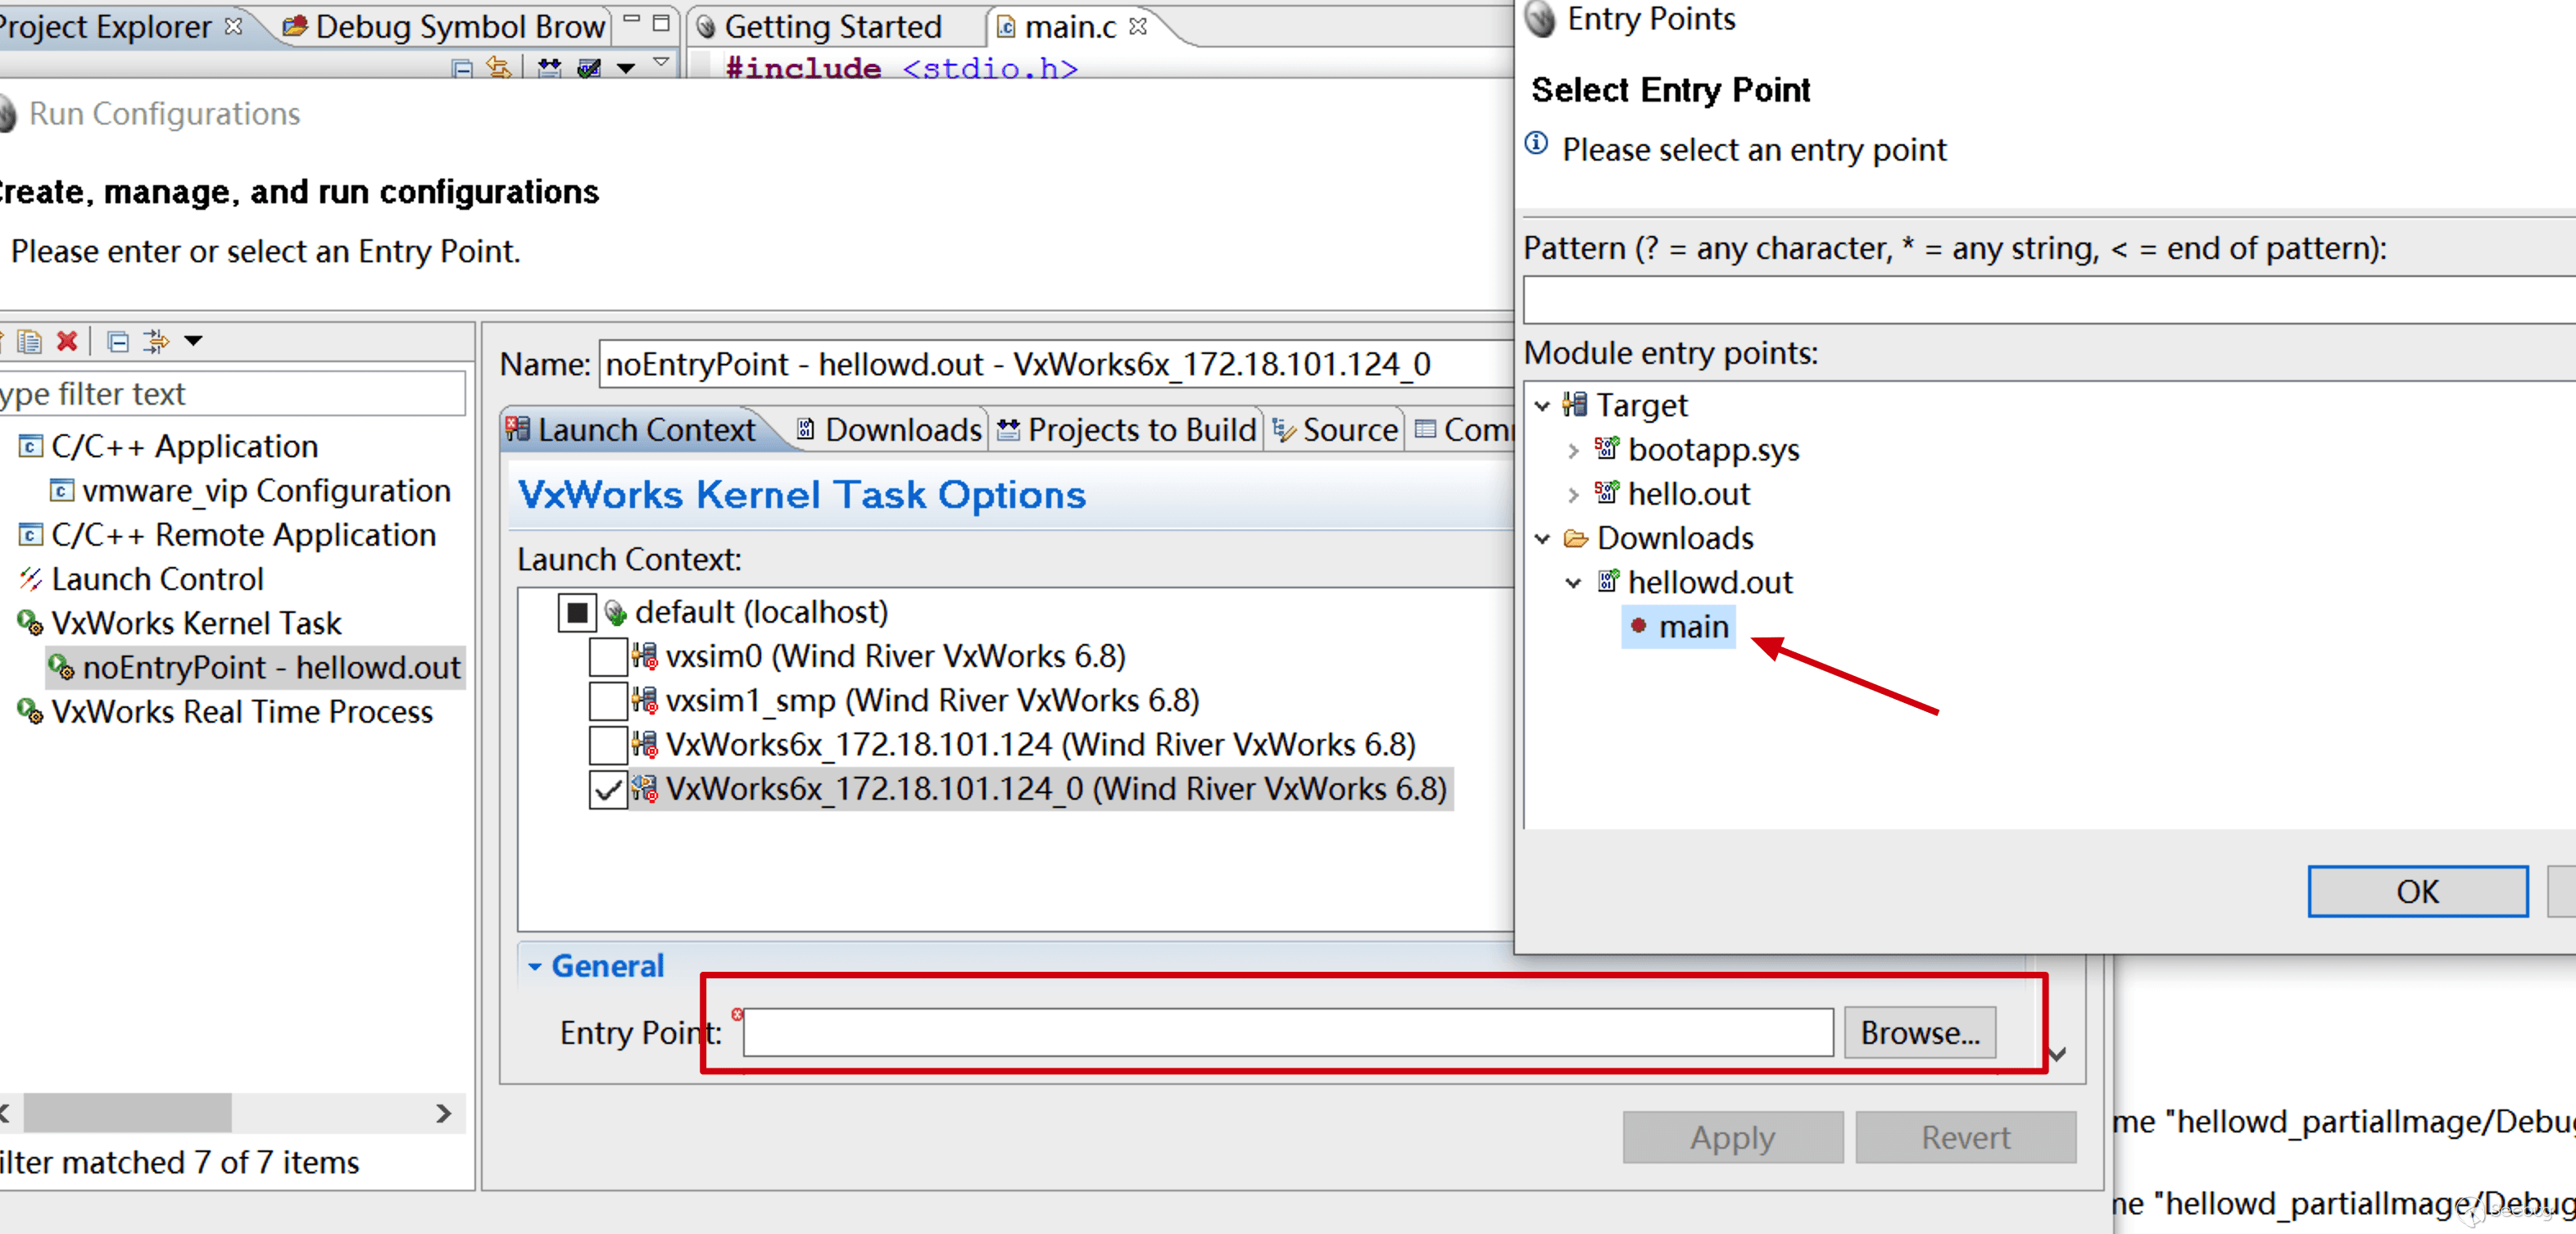 Project Explorer
Debug Symbol Brow
Getting Started
main.c
#include <stdio.h>
Run Configurations
Create, manage, and run configurations
Please enter or select an Entry Point.
type filter text
C/C++ Application
vmware_vip Configuration
C/C++ Remote Application
Launch Control
VxWorks Kernel Task
noEntryPoint - hellowd.out
VxWorks Real Time Process
Filter matched 7 of 7 items
Name: noEntryPoint - hellowd.out - VxWorks6x_172.18.101.124_0
Launch Context
Downloads
Projects to Build
Source
Com
VxWorks Kernel Task Options
Launch Context:
default (localhost)
vxsim0 (Wind River VxWorks 6.8)
vxsim1_smp (Wind River VxWorks 6.8)
VxWorks6x_172.18.101.124 (Wind River VxWorks 6.8)
VxWorks6x_172.18.101.124_0 (Wind River VxWorks 6.8)
General
Entry Point:
Browse...
Apply
Revert
Entry Points
Select Entry Point
Please select an entry point
Pattern (? = any character, * = any string, < = end of pattern):
Module entry points:
Target
bootapp.sys
hello.out
Downloads
hellowd.out
main
OK
me "hellowd_partialImage/Debug
ne "hellowd_partialImage/Debug